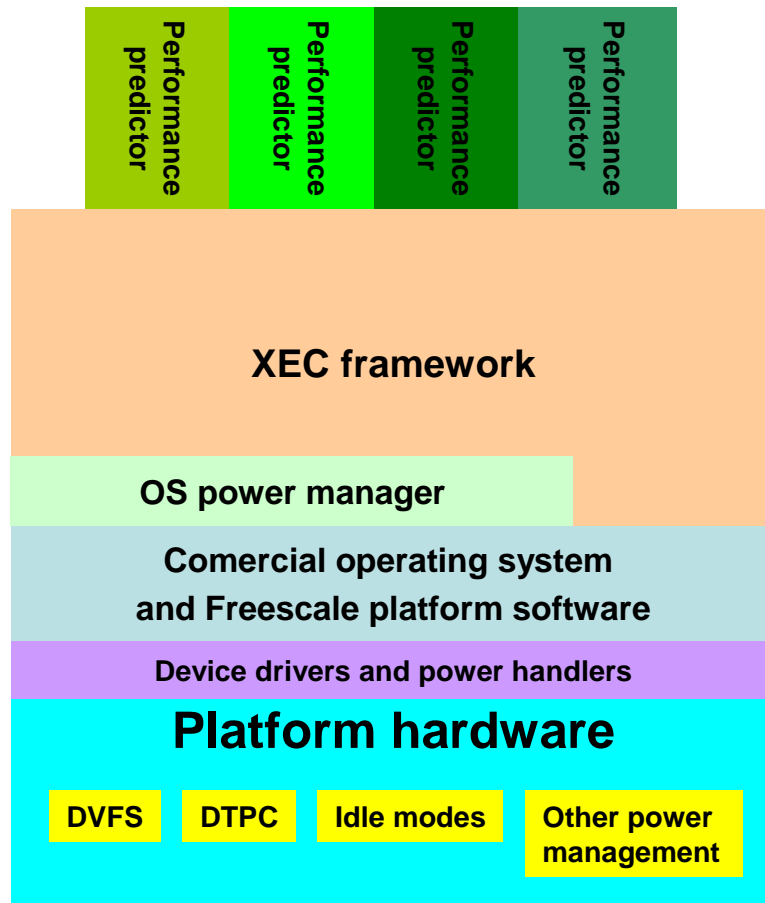 Performance
predictor
Performance
predictor
Performance
predictor
Performance
predictor
XEC framework
OS power manager
Comercial operating system
and Freescale platform software
Device drivers and power handlers
Platform hardware
DVFS
DTPC
Idle modes
Other power
management